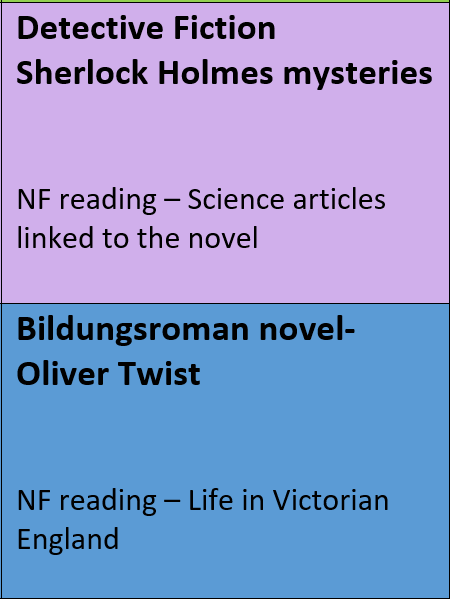 Detective Fiction
Sherlock Holmes mysteries
NF reading – Science articles
linked to the novel
Bildungsroman novel-
Oliver Twist
NF reading – Life in Victorian
England